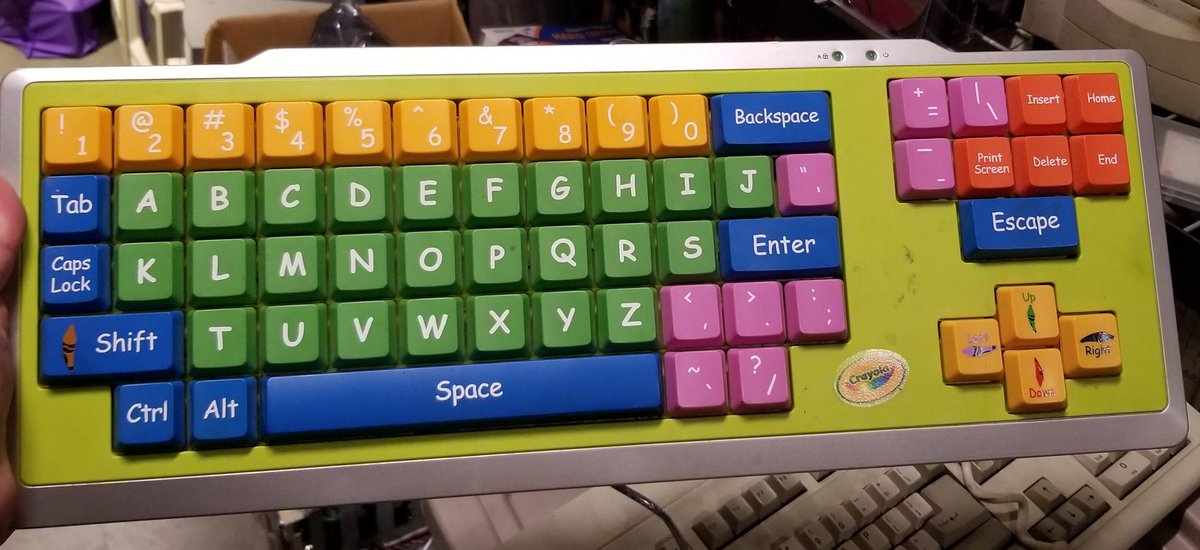 ! 1 @ 2 # 3 $ 4 % 5 ^ 6 & 7 * 8 ( 9 ) 0 Backspace
+ = | \ Insert Home
Tab A B C D E F G H I J " '
_ - Print Screen Delete End
Caps Lock K L M N O P Q R S Enter
Escape
Shift T U V W X Y Z < , > . : ;
Up
Left Right
Ctrl Alt Space ~ ` ? /
Crayola
Down